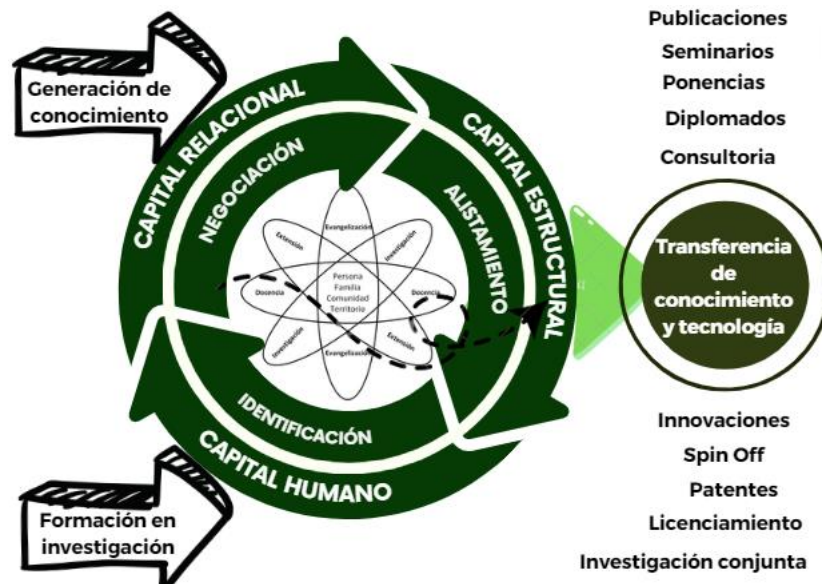 Generación de
conocimiento
Formación en
investigación
CAPITAL RELACIONAL
CAPITAL ESTRUCTURAL
CAPITAL HUMANO
NEGOCIACIÓN
ALISTAMIENTO
IDENTIFICACIÓN
Evangelización
Extensión
Investigación
Docencia
Persona
Familia
Comunidad
Territorio
Docencia
Investigación
Extensión
Evangelización
Publicaciones
Seminarios
Ponencias
Diplomados
Consultoria
Transferencia
de
conocimiento
y tecnología
Innovaciones
Spin Off
Patentes
Licenciamiento
Investigación conjunta